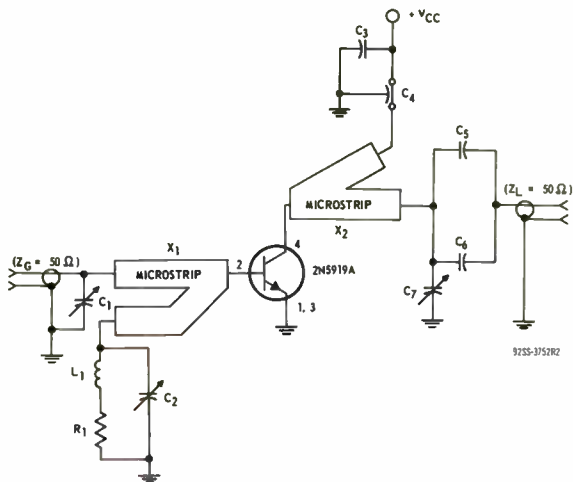 + VCC
C3
C4
C5
(ZL = 50 Ω)
MICROSTRIP
X2
C6
C7
(ZG = 50 Ω)
X1
MICROSTRIP
2
4
2N5919A
1, 3
C1
L1
C2
R1
92SS-3752R2